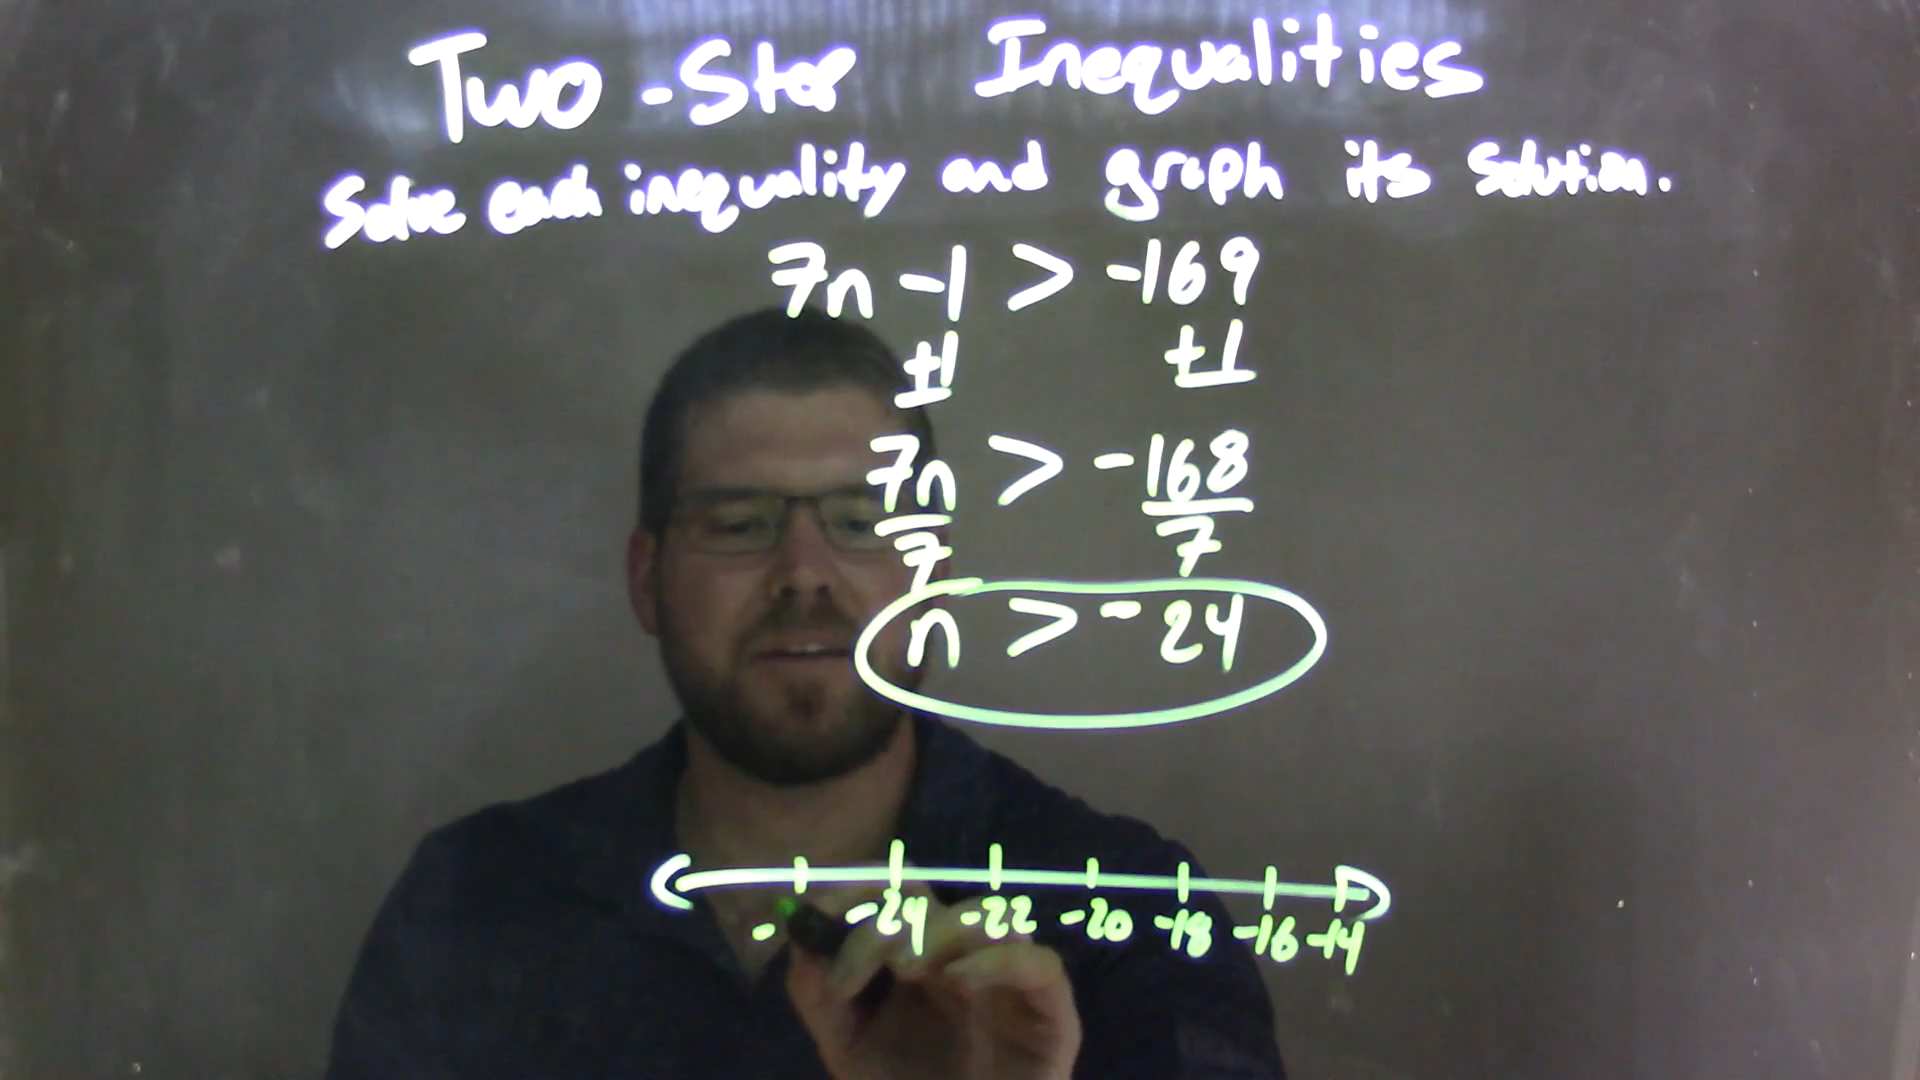 Two-Step Inequalities
Solve each inequality and graph its solution.
7n -1 > -169
+1 +1
7n > -168
7 7
n > -24
- -24 -22 -20 -18 -16 -14